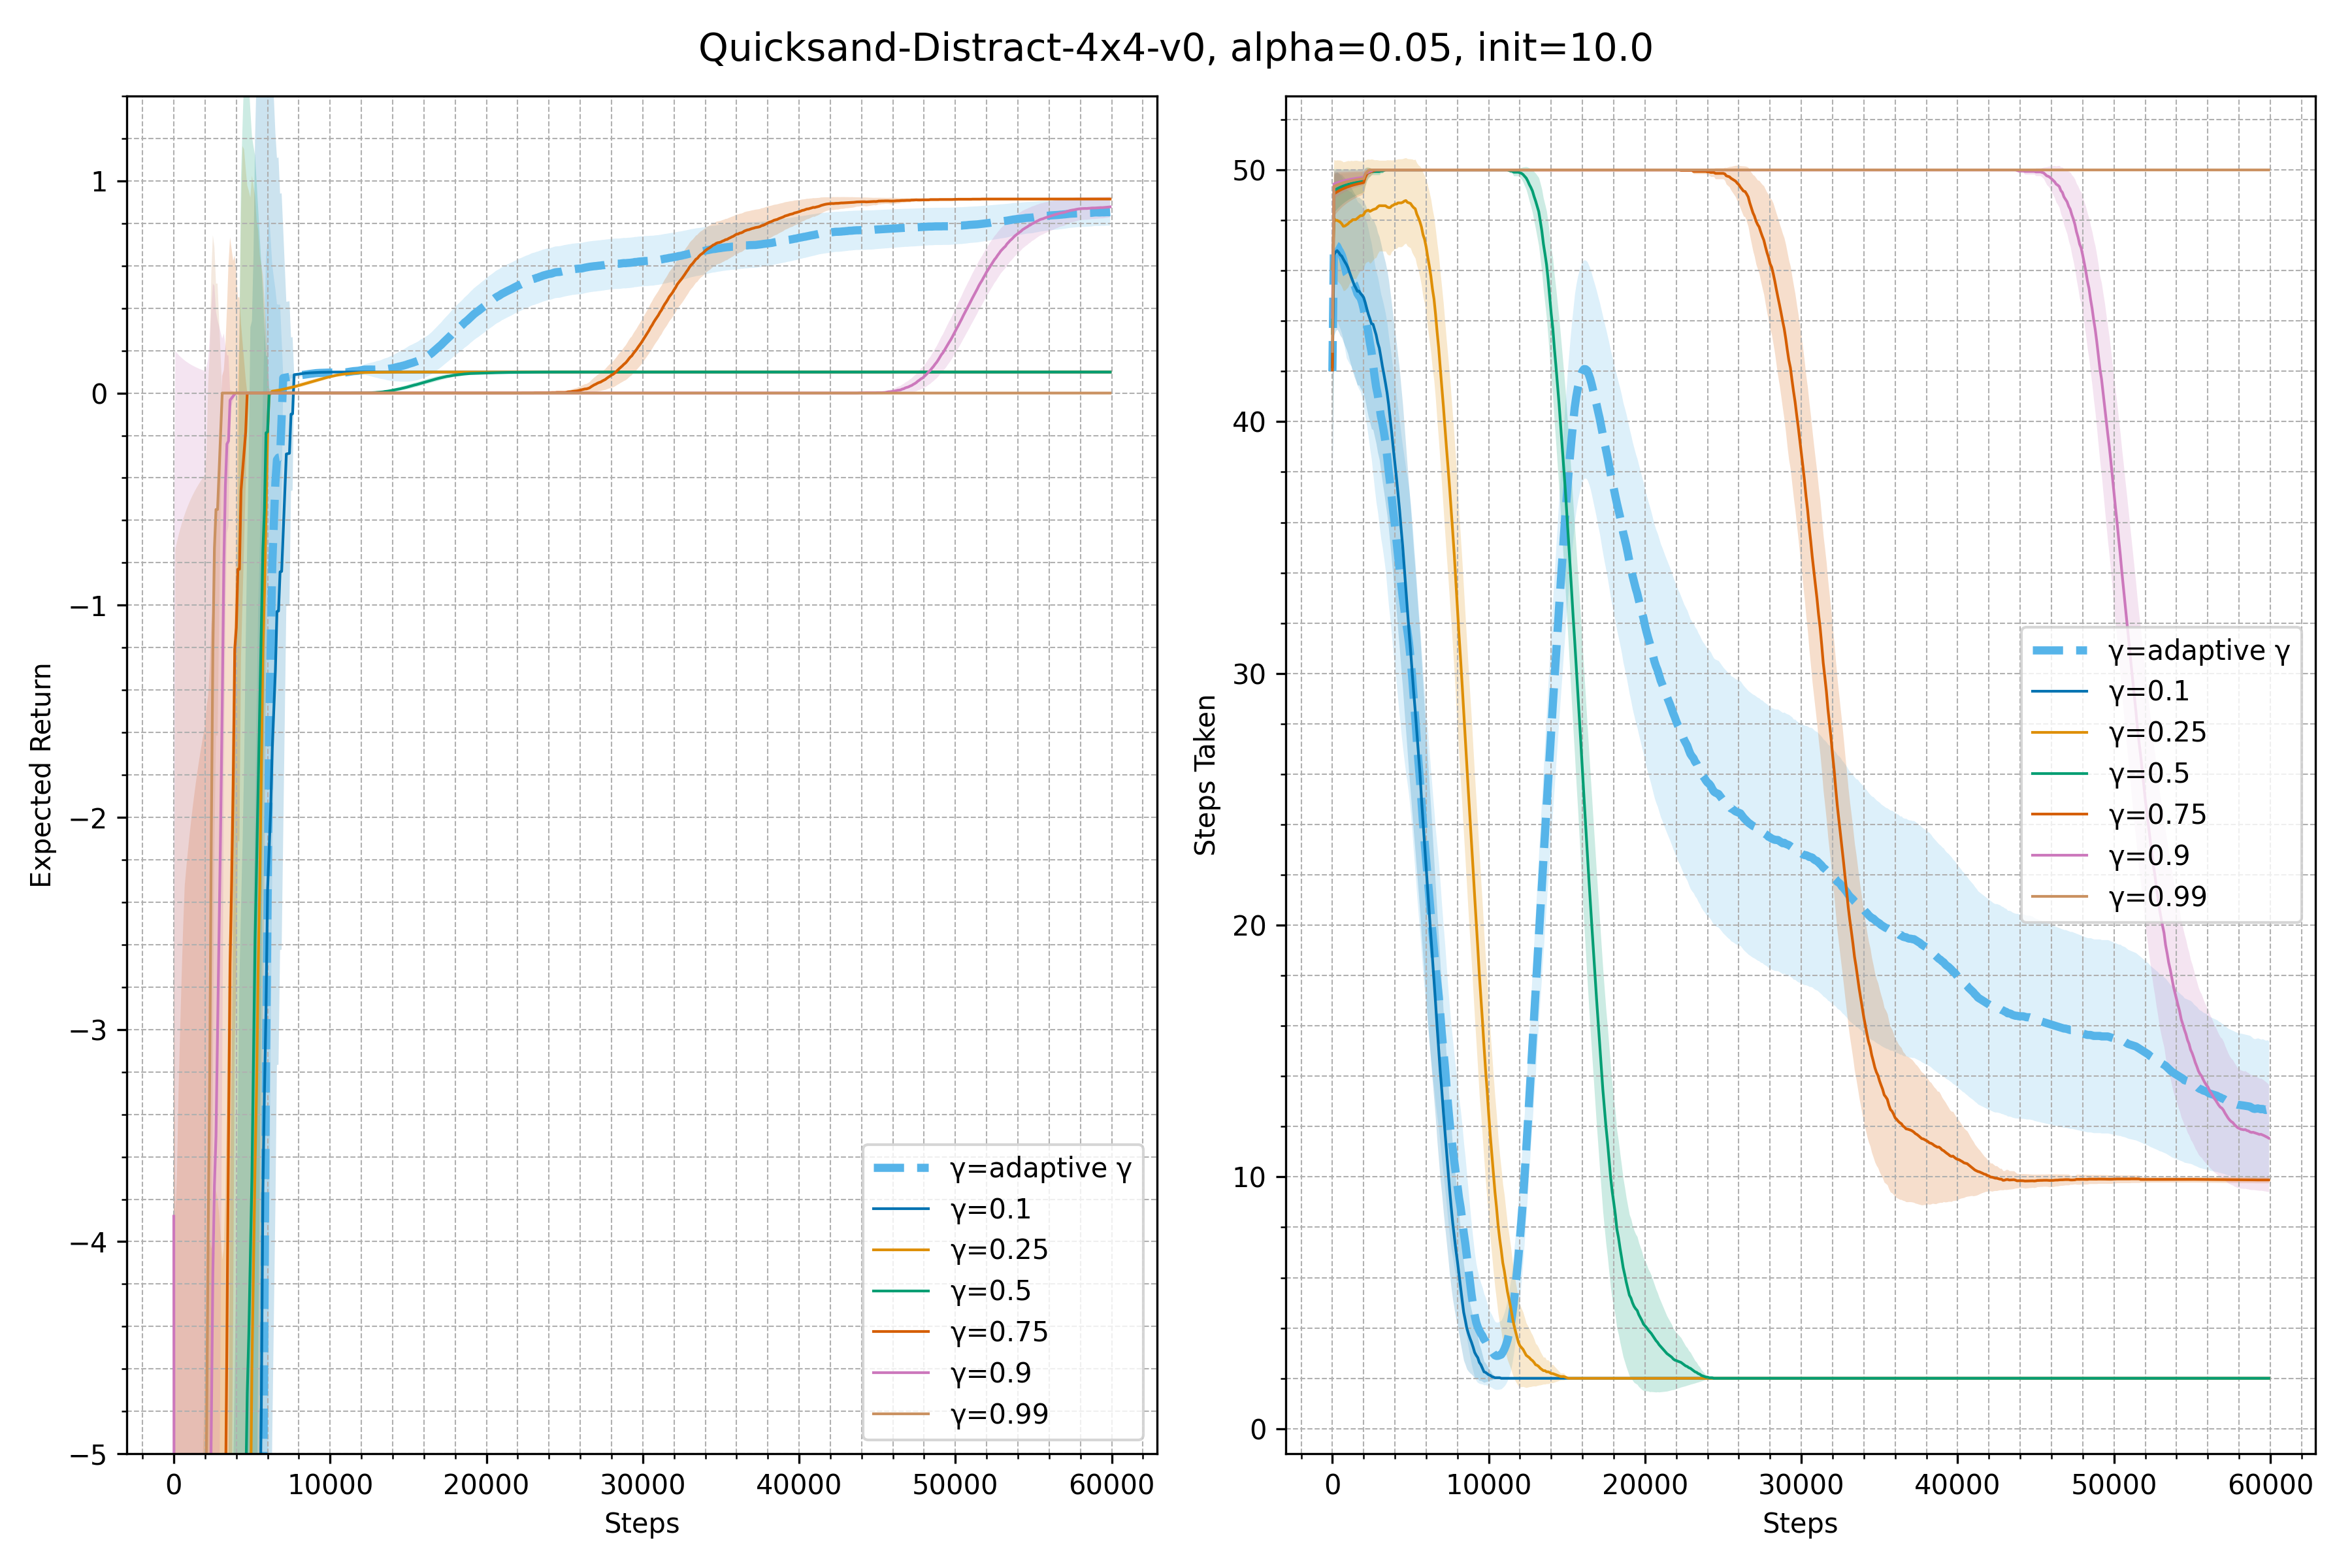 Quicksand-Distract-4x4-v0, alpha=0.05, init=10.0
Expected Return
1
0
−1
−2
−3
−4
−5
0 10000 20000 30000 40000 50000 60000
Steps
γ=adaptive γ
γ=0.1
γ=0.25
γ=0.5
γ=0.75
γ=0.9
γ=0.99
Steps Taken
50
40
30
20
10
0
0 10000 20000 30000 40000 50000 60000
Steps
γ=adaptive γ
γ=0.1
γ=0.25
γ=0.5
γ=0.75
γ=0.9
γ=0.99